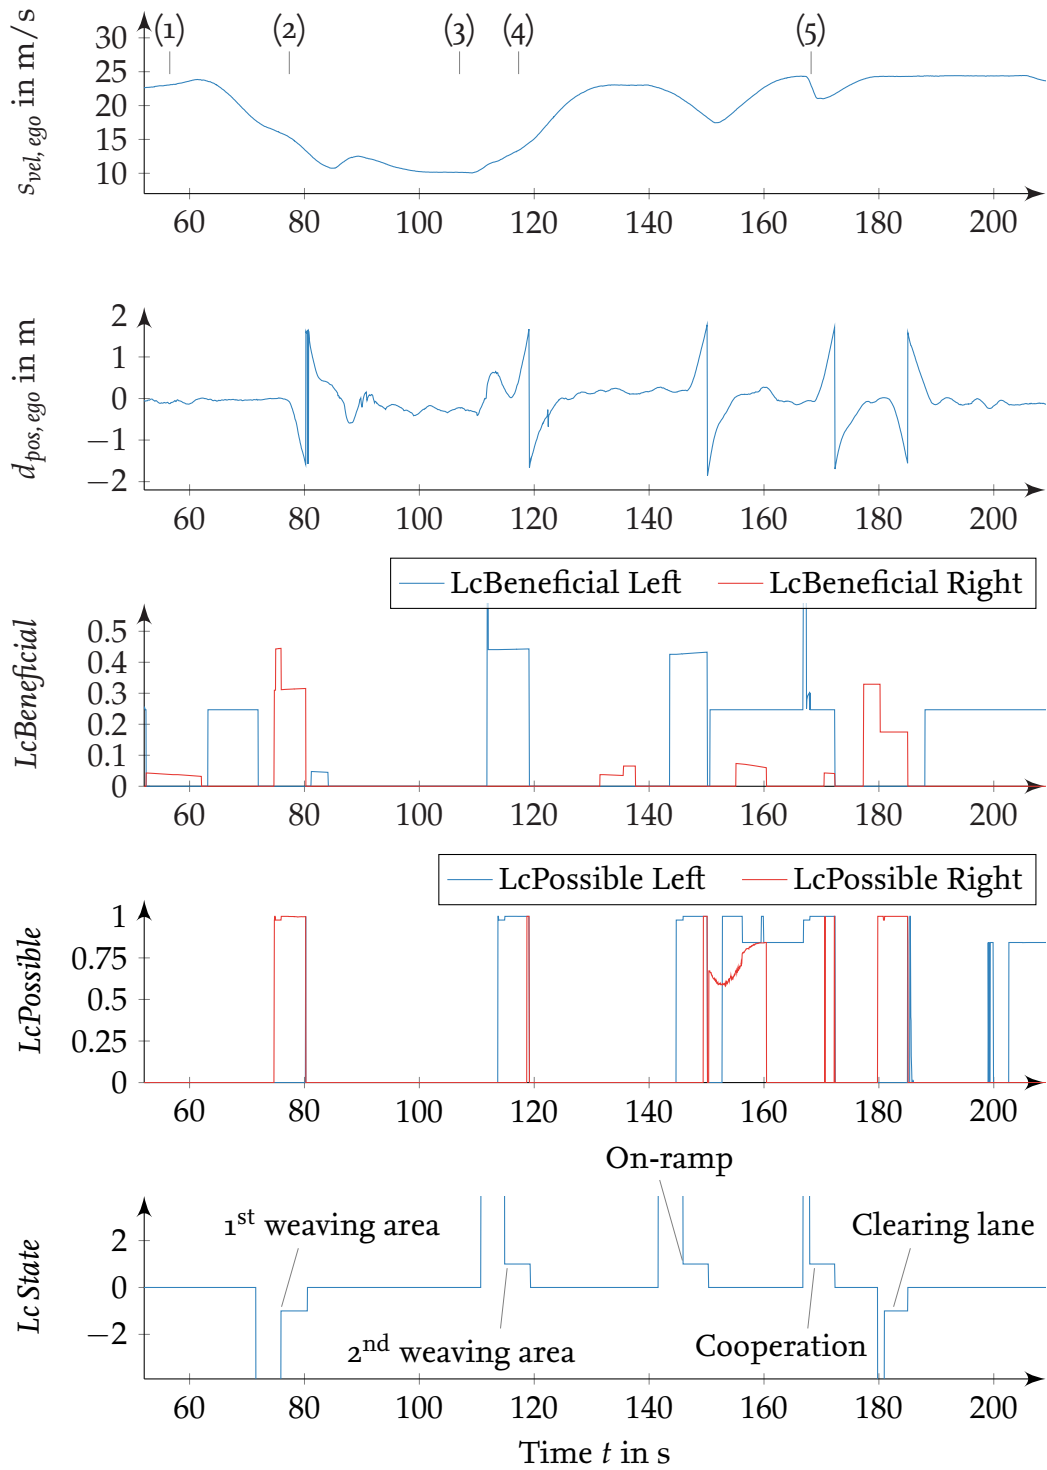 (1) (2) (3) (4) (5)
s_vel, ego in m/s
30
25
20
15
10
60 80 100 120 140 160 180 200
d_pos, ego in m
2
1
0
−1
−2
60 80 100 120 140 160 180 200
LcBeneficial Left LcBeneficial Right
LcBeneficial
0.5
0.4
0.3
0.2
0.1
0
60 80 100 120 140 160 180 200
LcPossible Left LcPossible Right
LcPossible
1
0.75
0.5
0.25
0
60 80 100 120 140 160 180 200
On-ramp
1st weaving area
Clearing lane
Lc State
2
0
−2
2nd weaving area
Cooperation
60 80 100 120 140 160 180 200
Time t in s